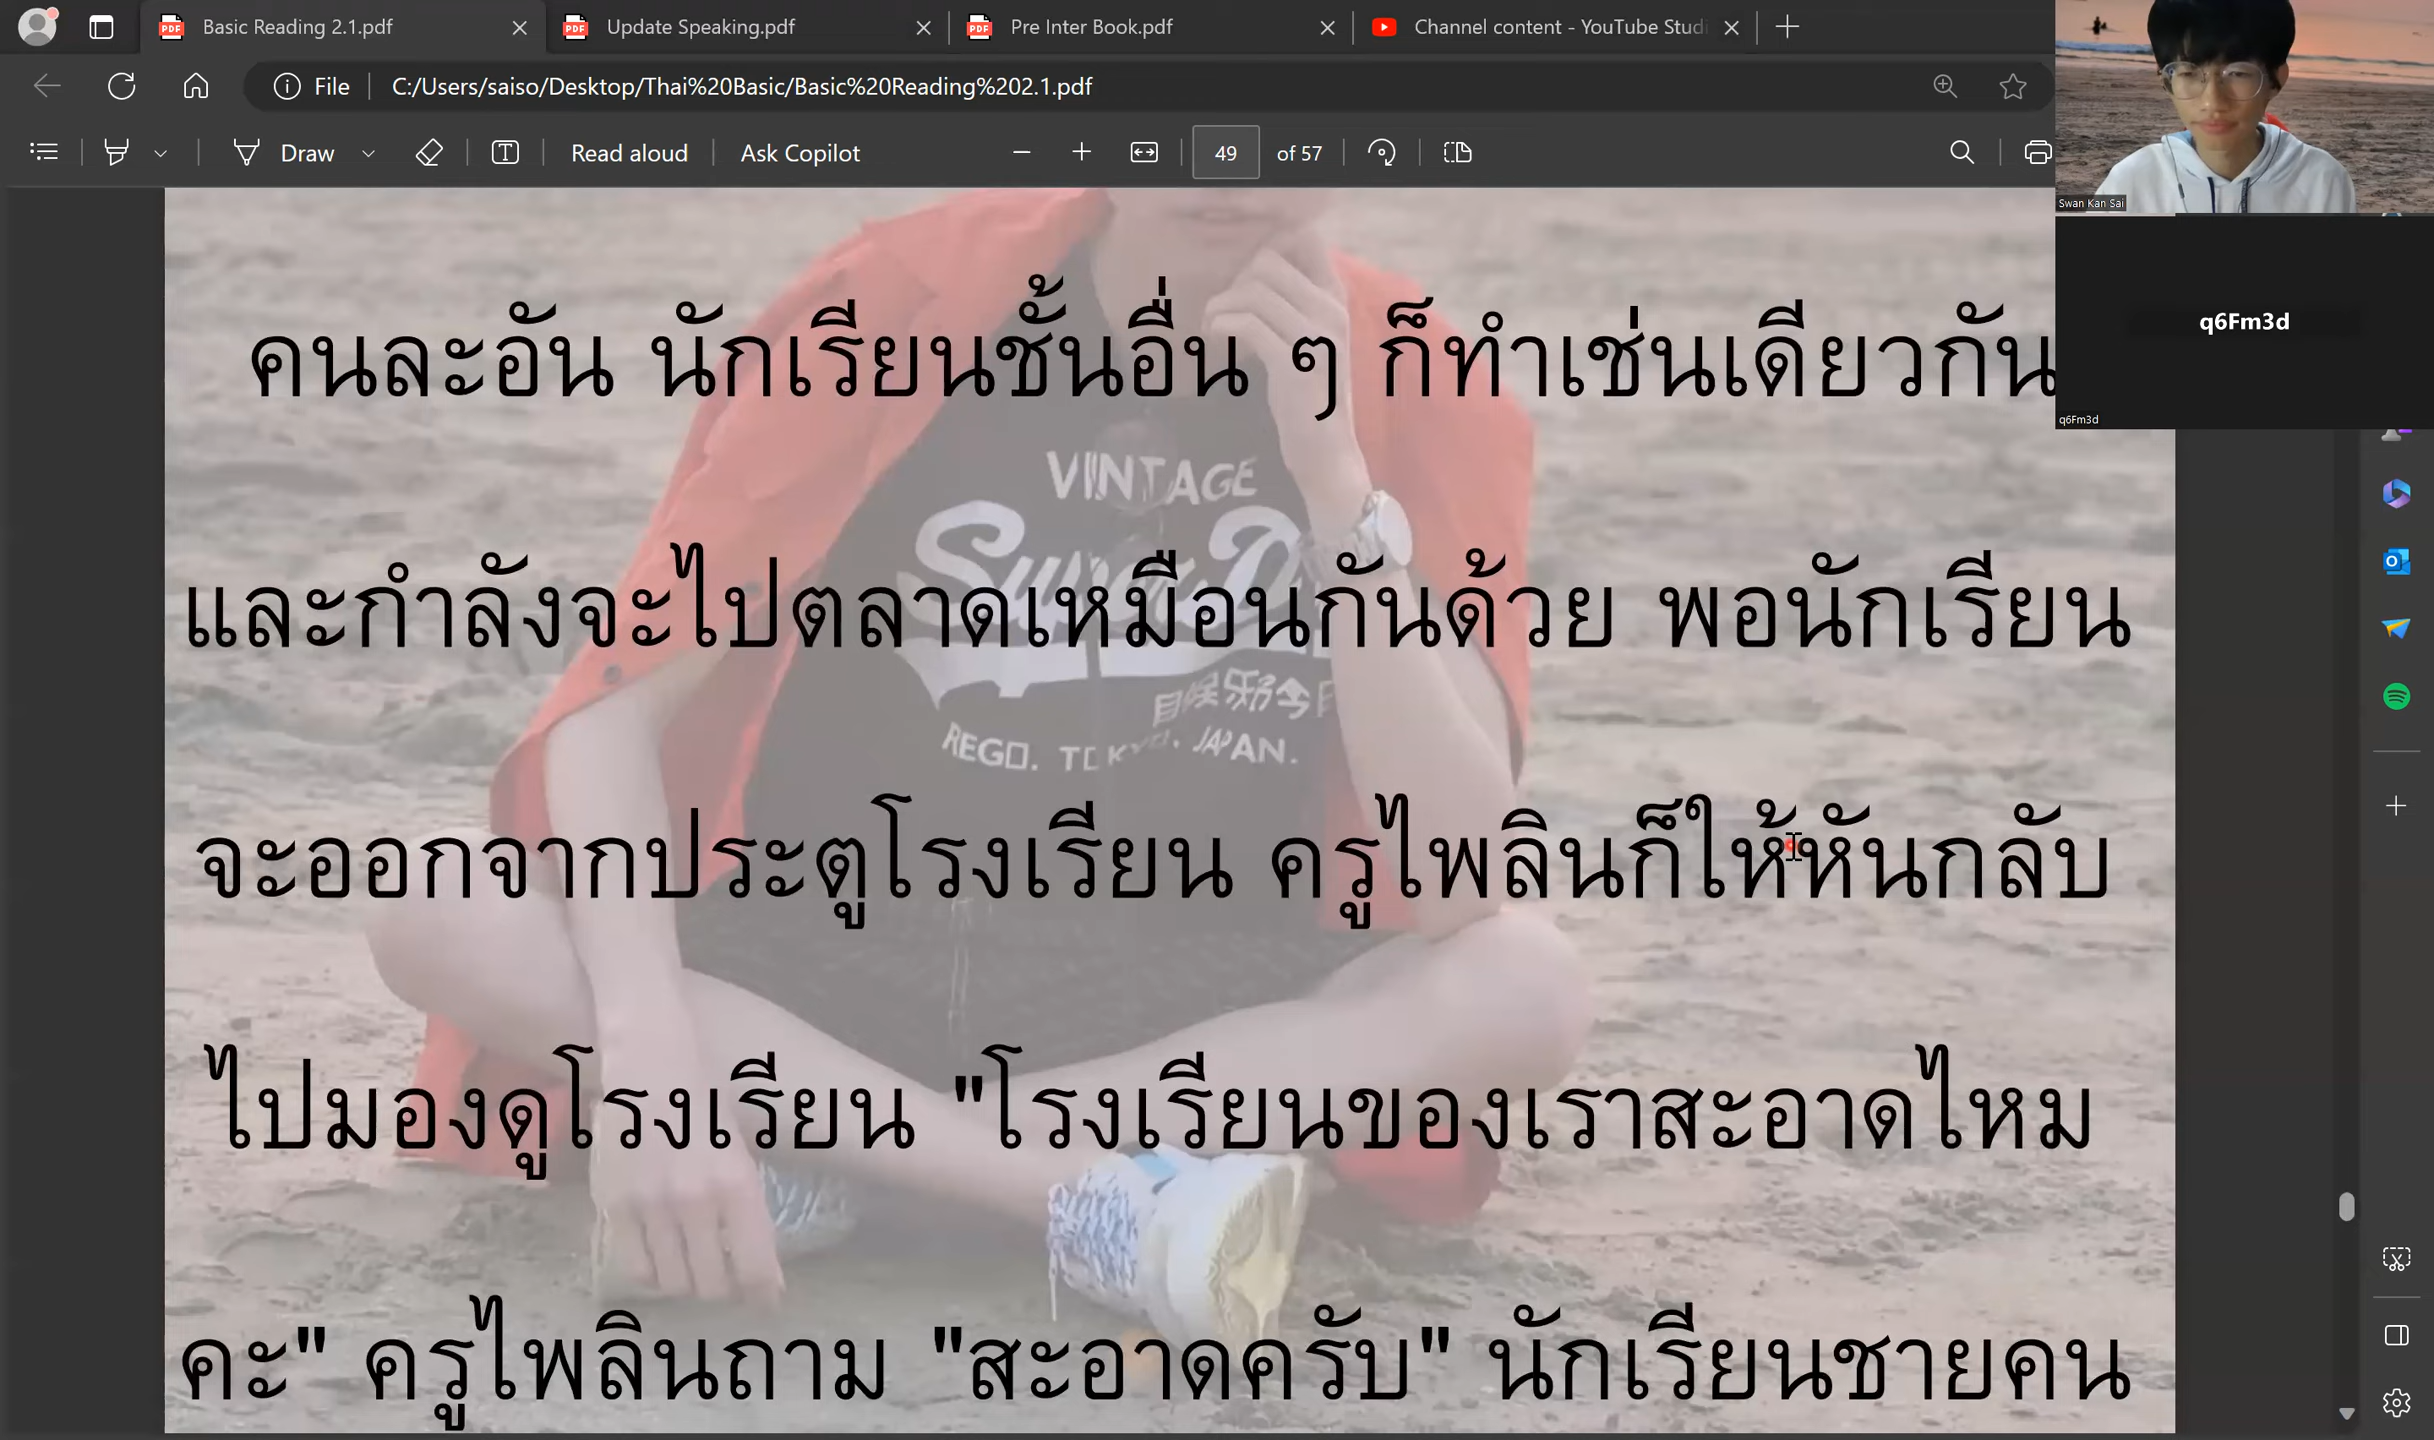 Basic Reading 2.1.pdf
Update Speaking.pdf
Pre Inter Book.pdf
Channel content - YouTube Studi
File
C:/Users/saiso/Desktop/Thai%20Basic/Basic%20Reading%202.1.pdf
Draw
Read aloud
Ask Copilot
49 of 57
Swan Kan Sai
q6Fm3d
q6Fm3d
คนละอัน นักเรียนชั้นอื่น ๆ ก็ทำเช่นเดียวกัน
VINTAGE
และกำลังจะไปตลาดเหมือนกันด้วย พอนักเรียน
JAPAN.
จะออกจากประตูโรงเรียน ครูไพลินก็ให้หันกลับ
ไปมองดูโรงเรียน "โรงเรียนของเราสะอาดไหม
คะ" ครูไพลินถาม "สะอาดครับ" นักเรียนชายคน